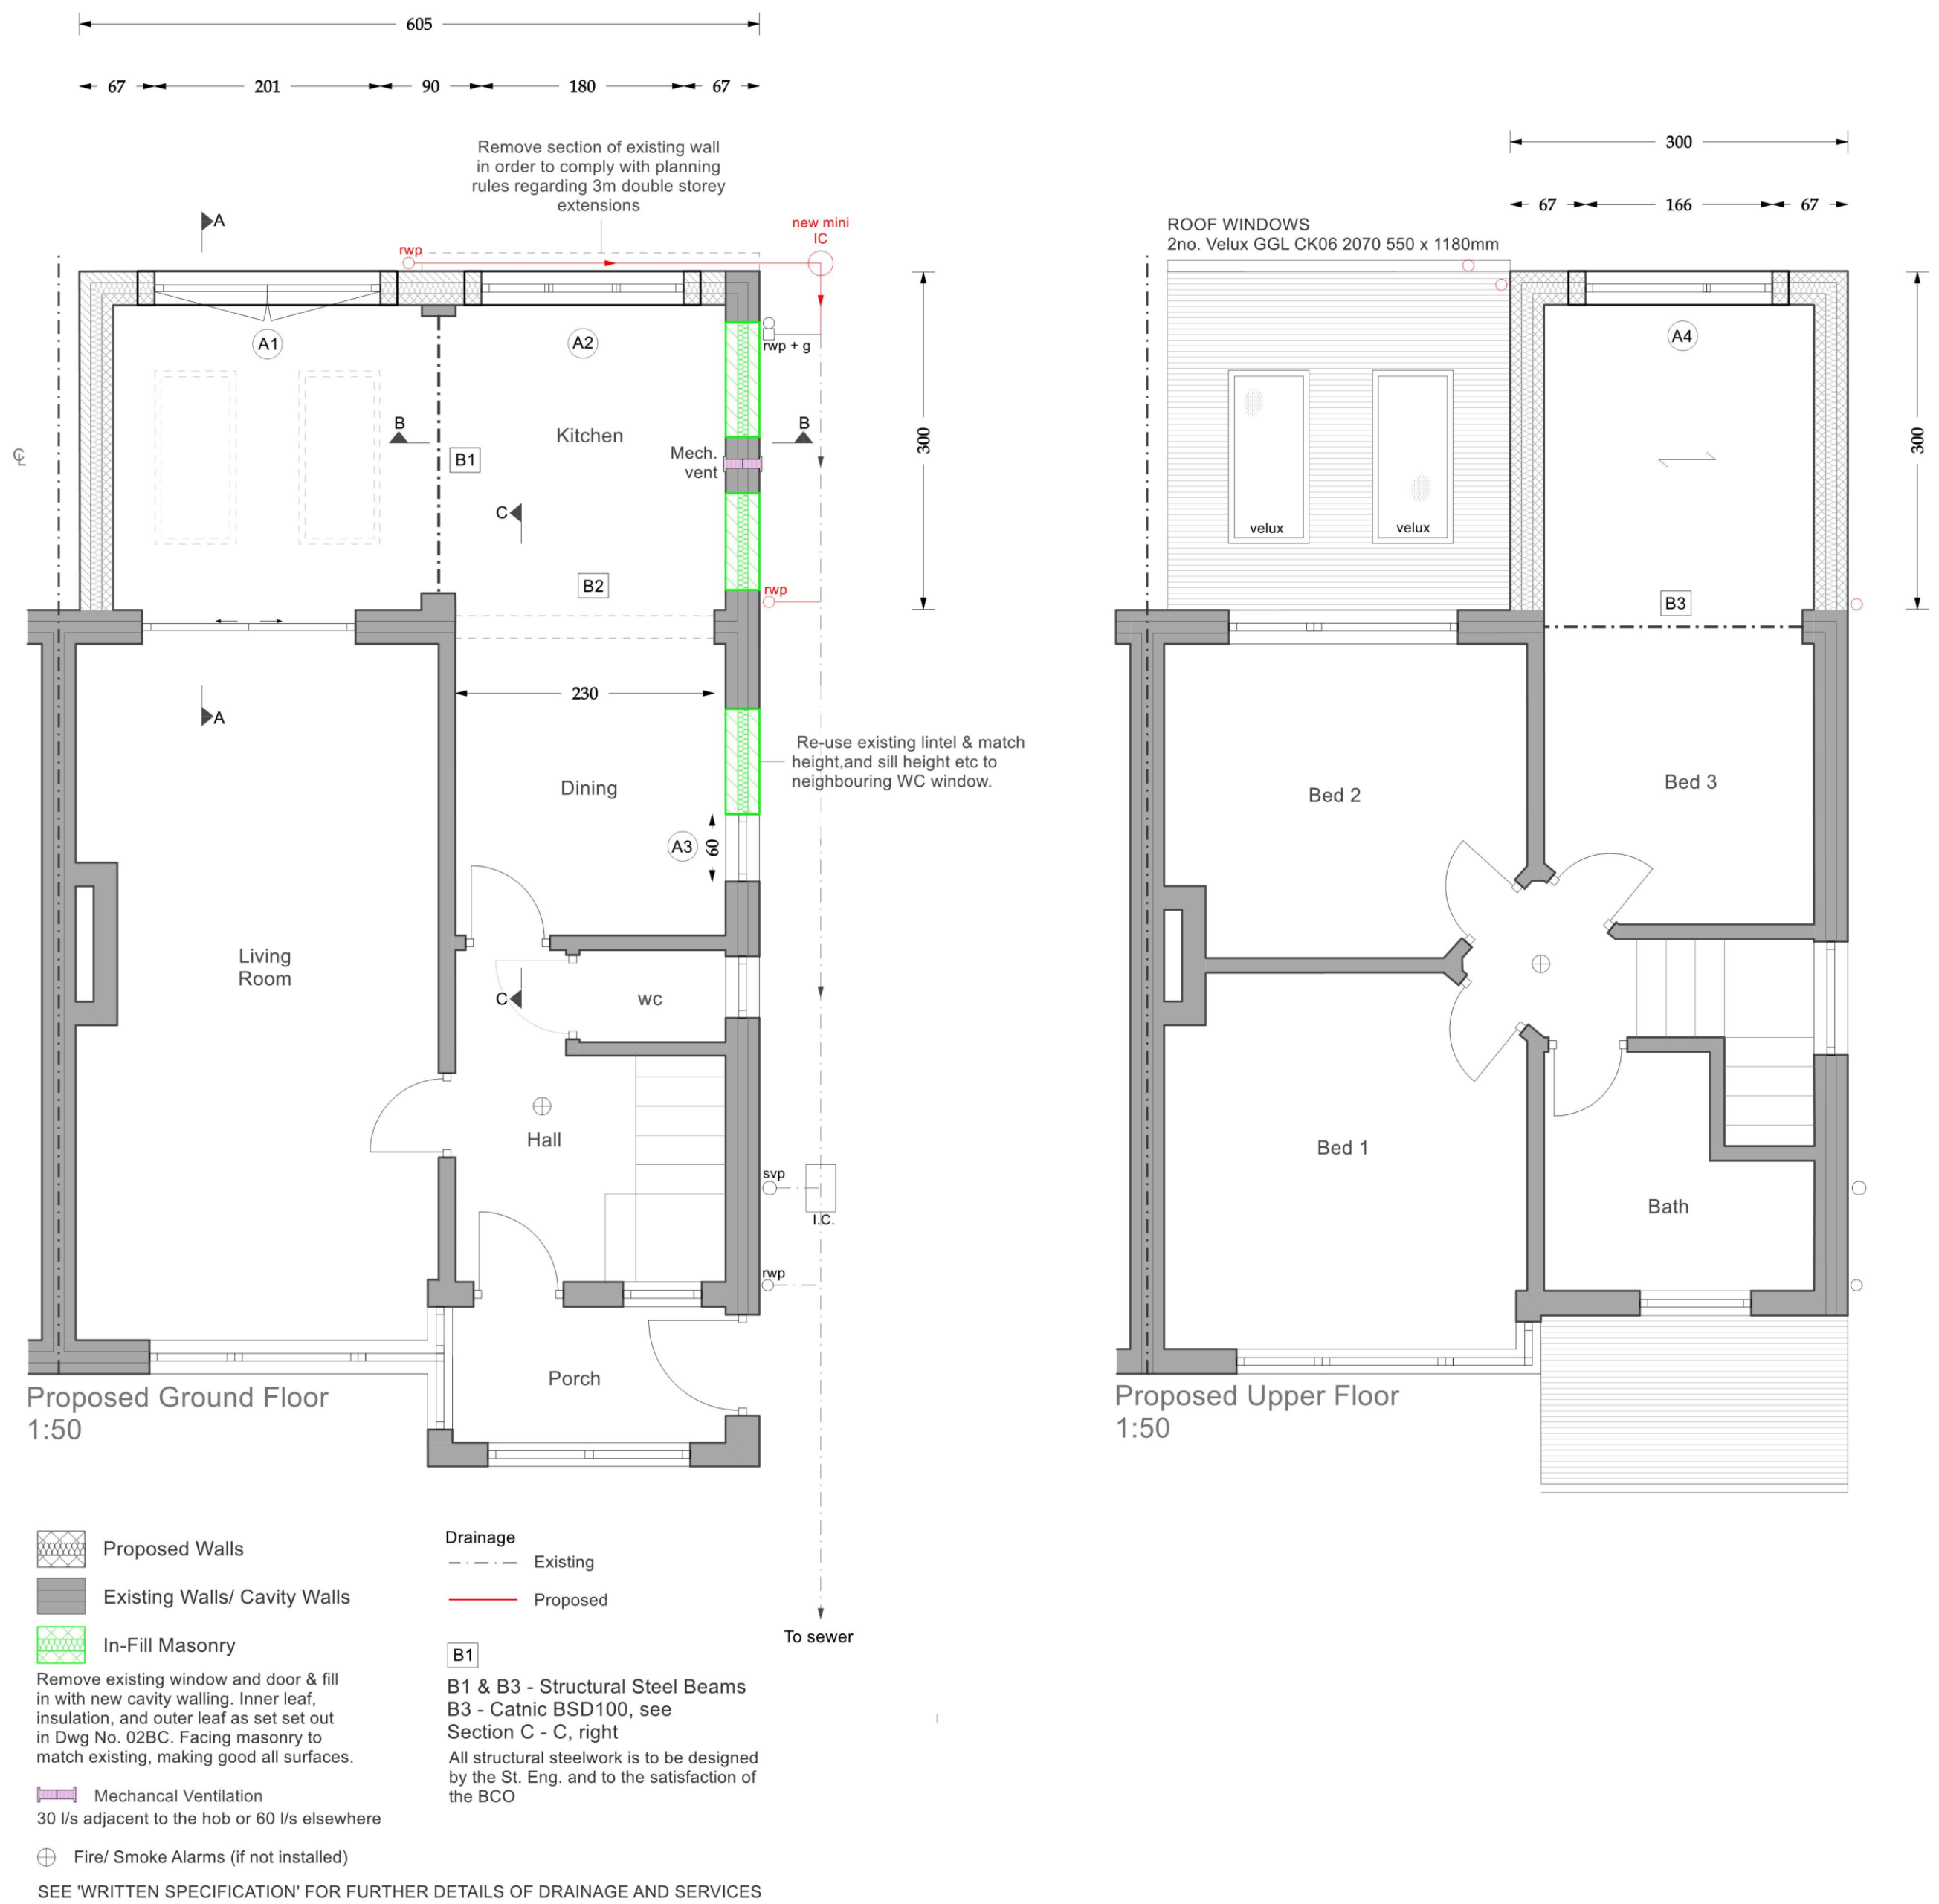 605
67
201
90
180
67
Remove section of existing wall
in order to comply with planning
rules regarding 3m double storey
extensions
A
rwp
new mini
IC
A1
A2
rwp + g
B
B
Kitchen
B1
Mech.
vent
300
C
B2
rwp
℄
230
A
Re-use existing lintel & match
height,and sill height etc to
neighbouring WC window.
Dining
A3
60
Living
Room
C
wc
Hall
svp
I.C.
rwp
Porch
To sewer
Proposed Ground Floor
1:50
300
67
166
67
ROOF WINDOWS
2no. Velux GGL CK06 2070 550 x 1180mm
A4
300
velux
velux
B3
Bed 2
Bed 3
Bed 1
Bath
Proposed Upper Floor
1:50
Proposed Walls
Existing Walls/ Cavity Walls
In-Fill Masonry
Remove existing window and door & fill
in with new cavity walling. Inner leaf,
insulation, and outer leaf as set set out
in Dwg No. 02BC. Facing masonry to
match existing, making good all surfaces.
Mechancal Ventilation
30 l/s adjacent to the hob or 60 l/s elsewhere
Fire/ Smoke Alarms (if not installed)
Drainage
Existing
Proposed
B1
B1 & B3 - Structural Steel Beams
B3 - Catnic BSD100, see
Section C - C, right
All structural steelwork is to be designed
by the St. Eng. and to the satisfaction of
the BCO
SEE 'WRITTEN SPECIFICATION' FOR FURTHER DETAILS OF DRAINAGE AND SERVICES